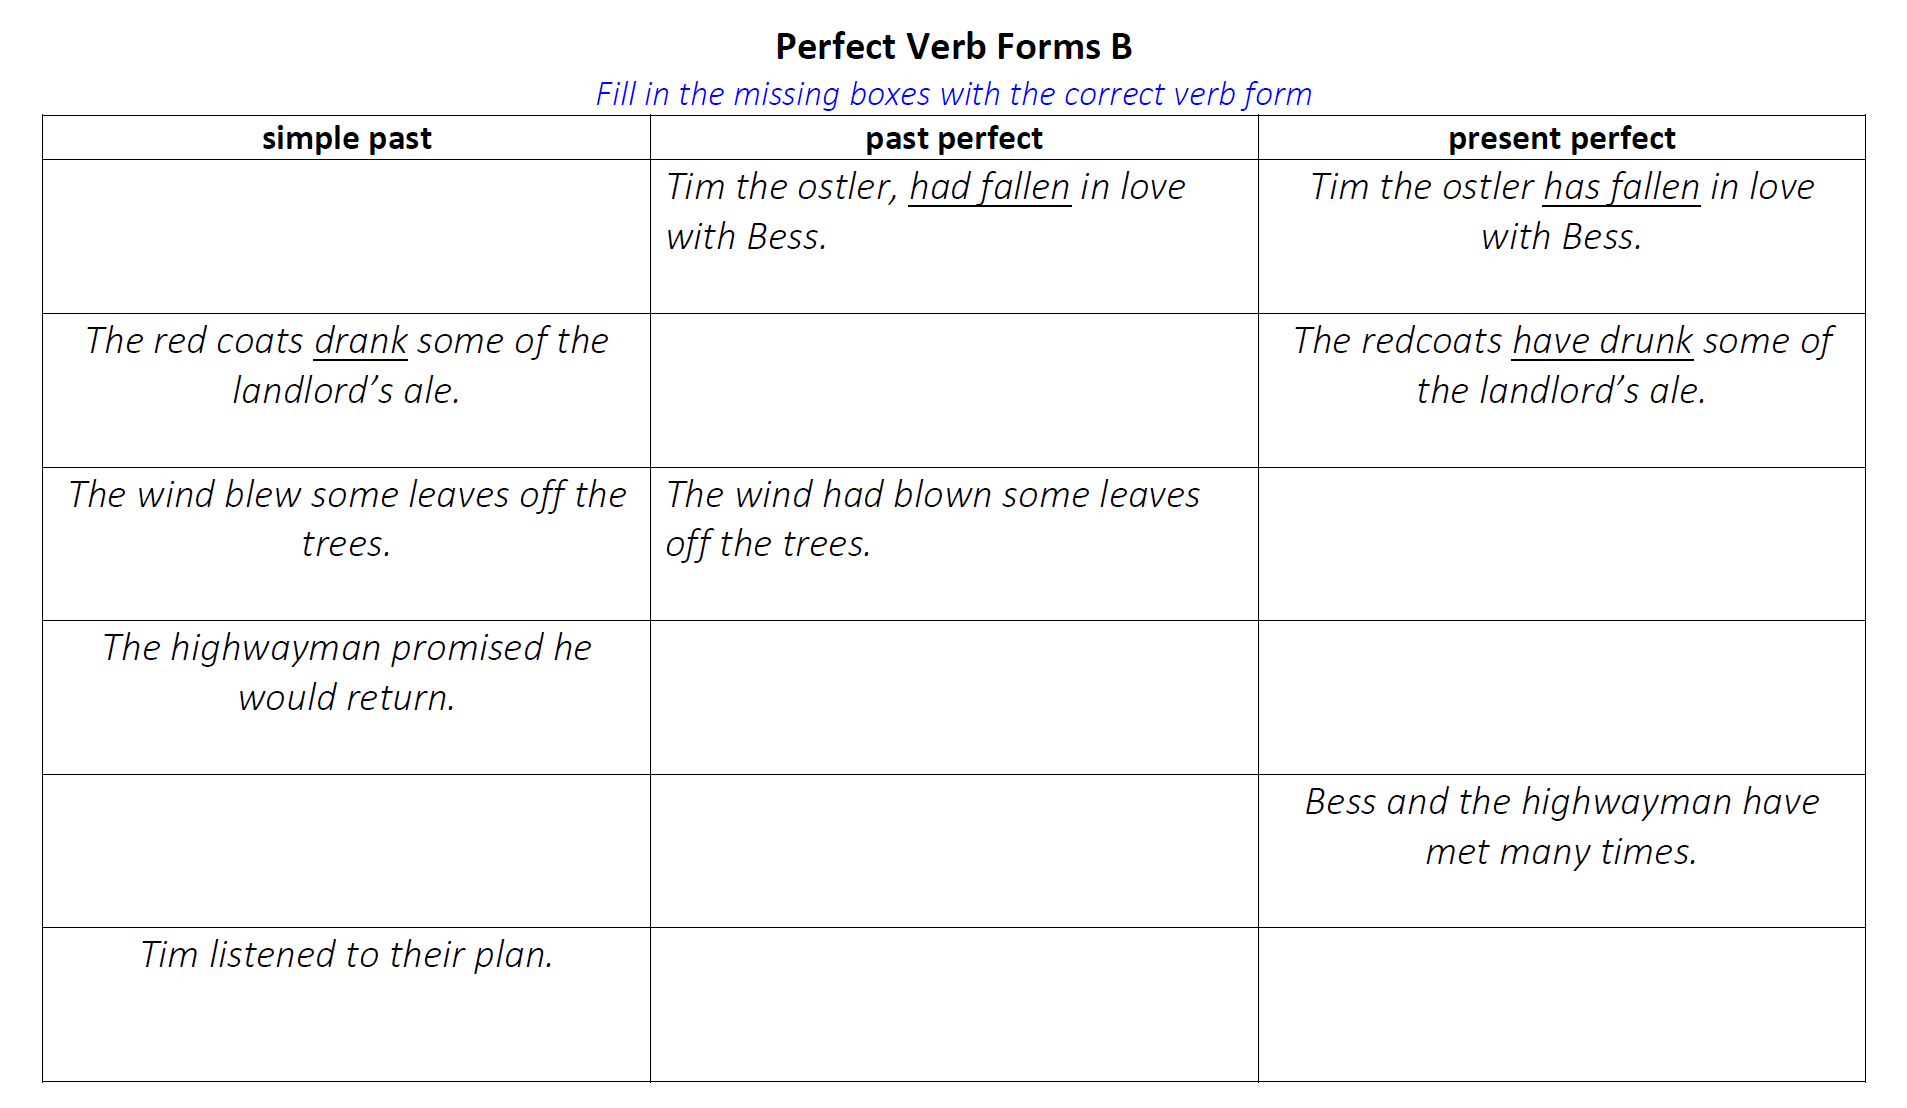 Perfect Verb Forms B
Fill in the missing boxes with the correct verb form
simple past
past perfect
present perfect
Tim the ostler, had fallen in love
with Bess.
Tim the ostler has fallen in love
with Bess.
The red coats drank some of the
landlord’s ale.
The redcoats have drunk some of
the landlord’s ale.
The wind blew some leaves off the
trees.
The wind had blown some leaves
off the trees.
The highwayman promised he
would return.
Bess and the highwayman have
met many times.
Tim listened to their plan.